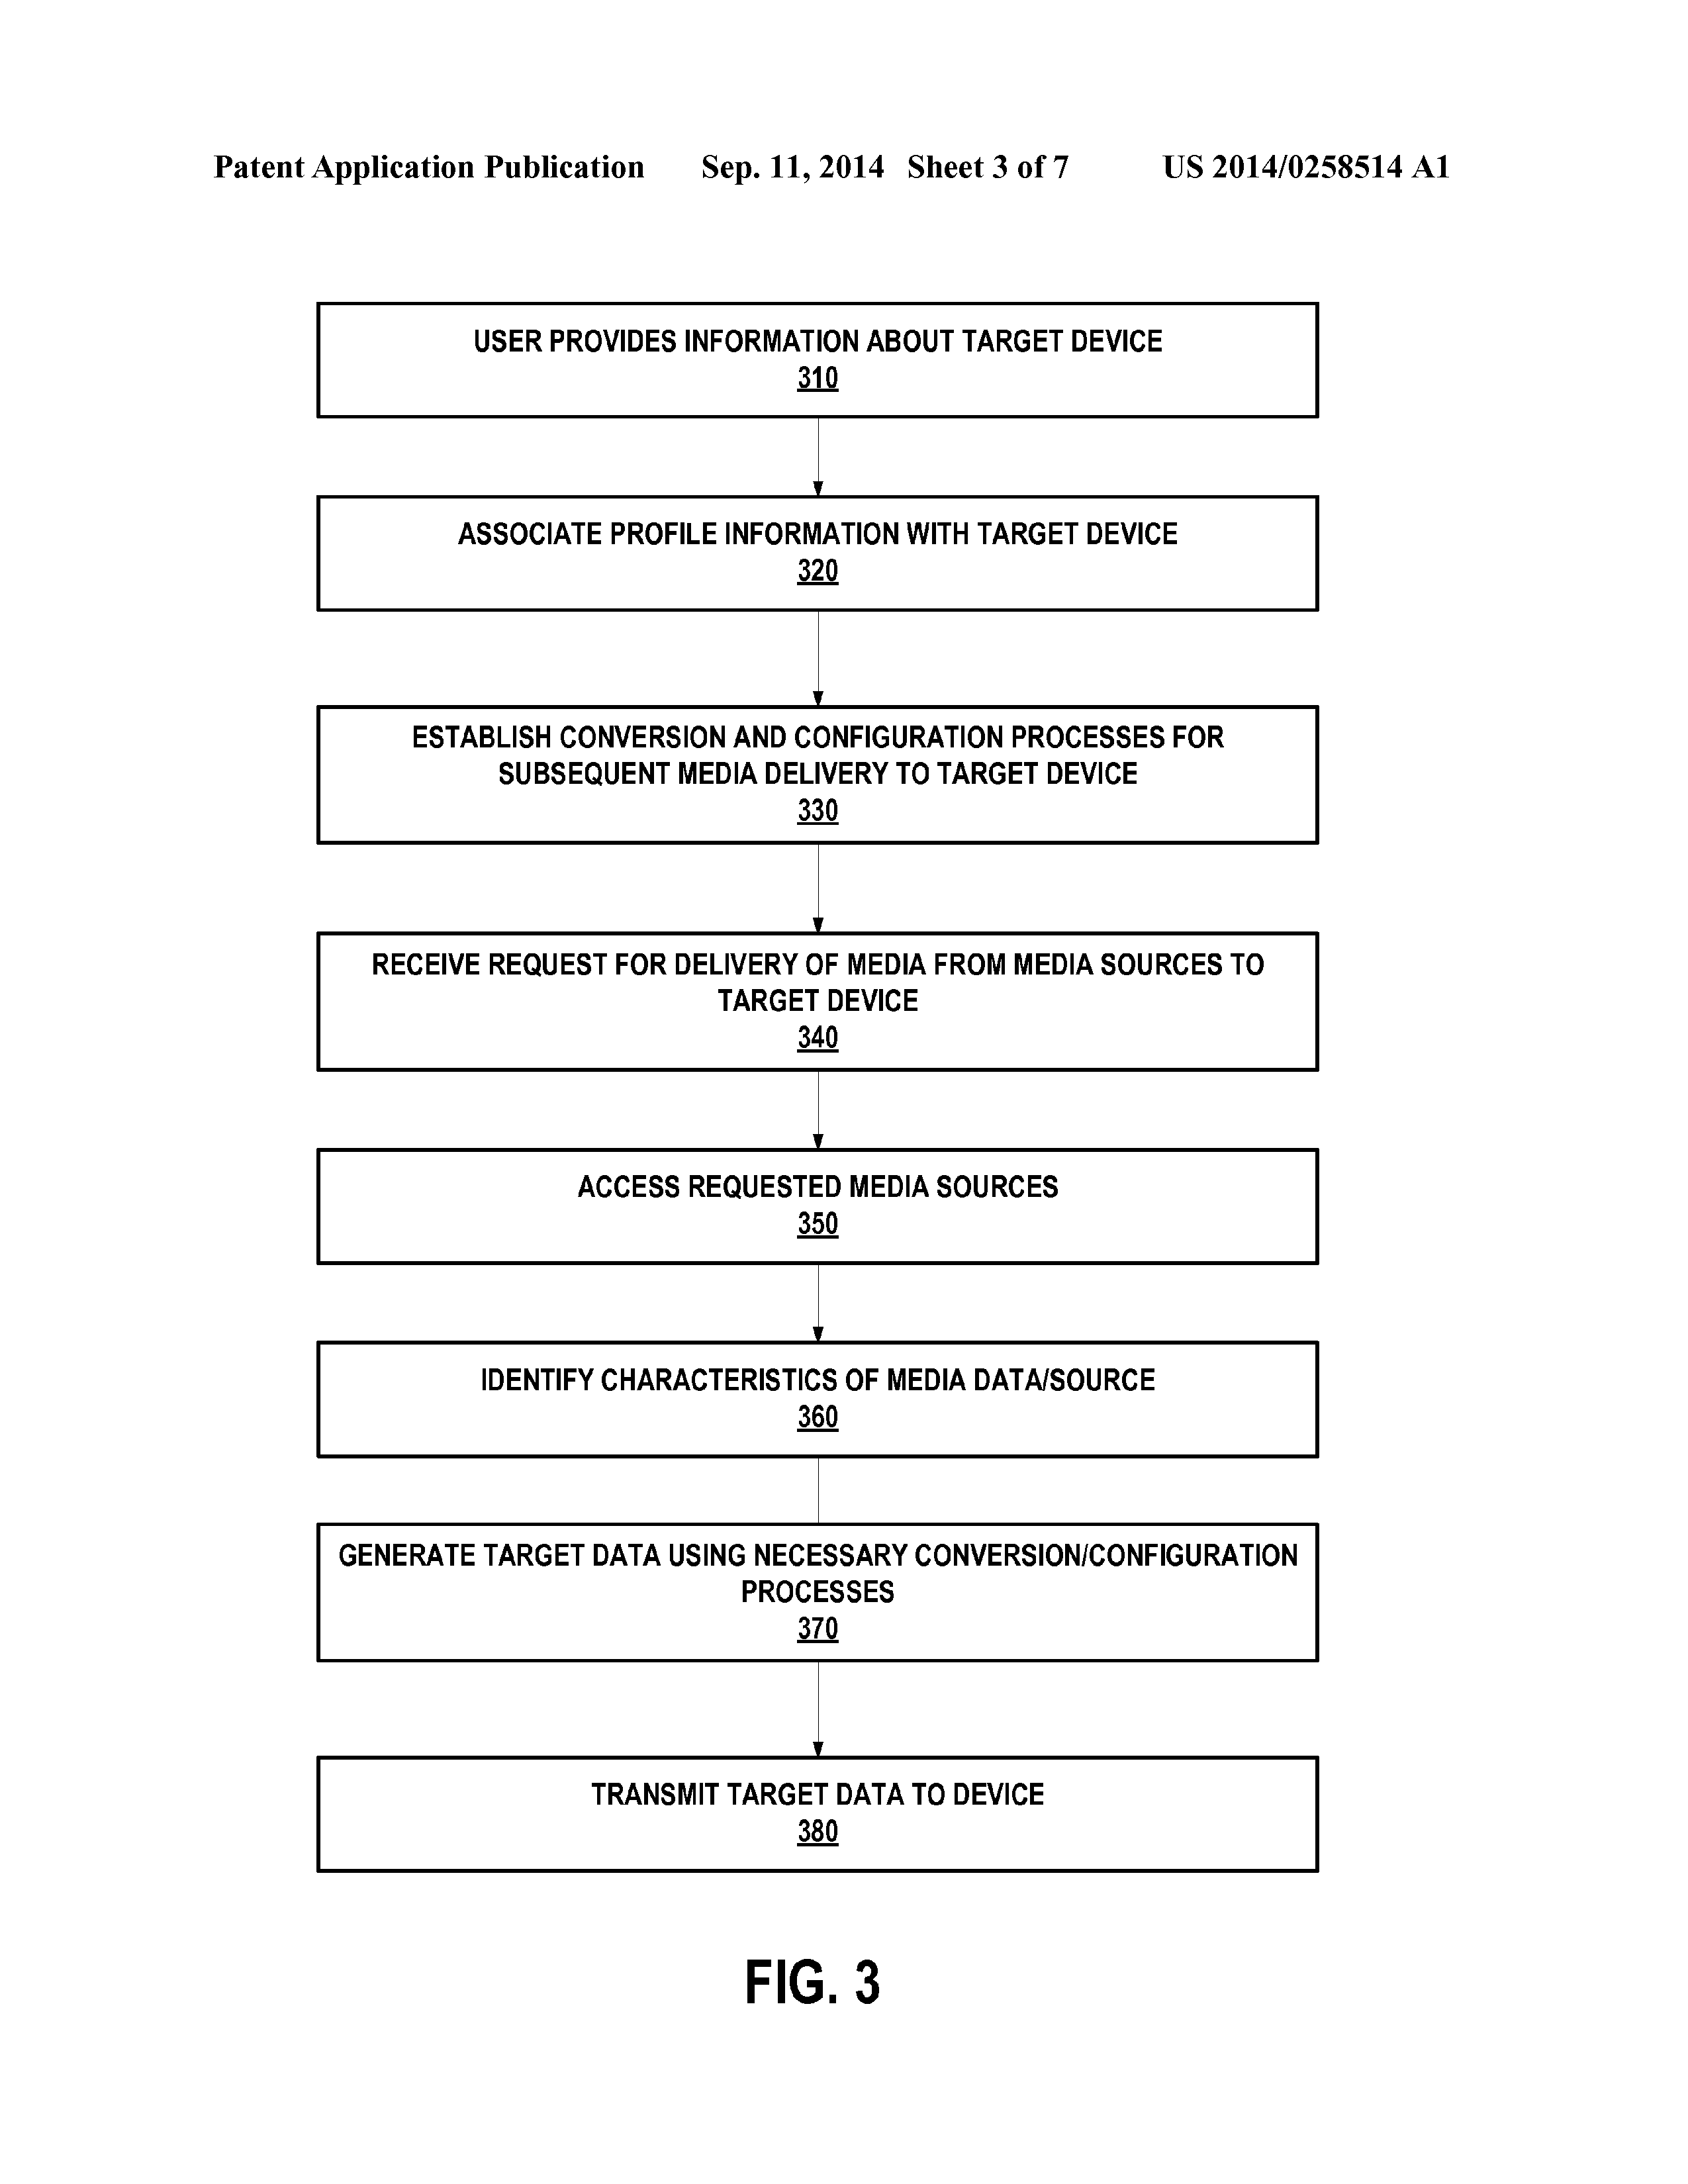 Patent Application Publication Sep. 11, 2014 Sheet 3 of 7 US 2014/0258514 A1
USER PROVIDES INFORMATION ABOUT TARGET DEVICE
310
ASSOCIATE PROFILE INFORMATION WITH TARGET DEVICE
320
ESTABLISH CONVERSION AND CONFIGURATION PROCESSES FOR
SUBSEQUENT MEDIA DELIVERY TO TARGET DEVICE
330
RECEIVE REQUEST FOR DELIVERY OF MEDIA FROM MEDIA SOURCES TO
TARGET DEVICE
340
ACCESS REQUESTED MEDIA SOURCES
350
IDENTIFY CHARACTERISTICS OF MEDIA DATA/SOURCE
360
GENERATE TARGET DATA USING NECESSARY CONVERSION/CONFIGURATION
PROCESSES
370
TRANSMIT TARGET DATA TO DEVICE
380
FIG. 3